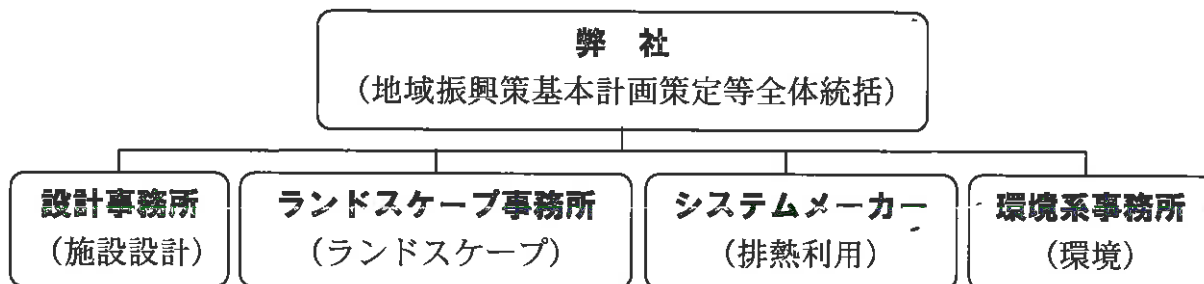 弊 社
（地域振興策基本計画策定等全体統括）
設計事務所
（施設設計）
ランドスケープ事務所
（ランドスケープ）
システムメーカー
（排熱利用）
環境系事務所
（環境）